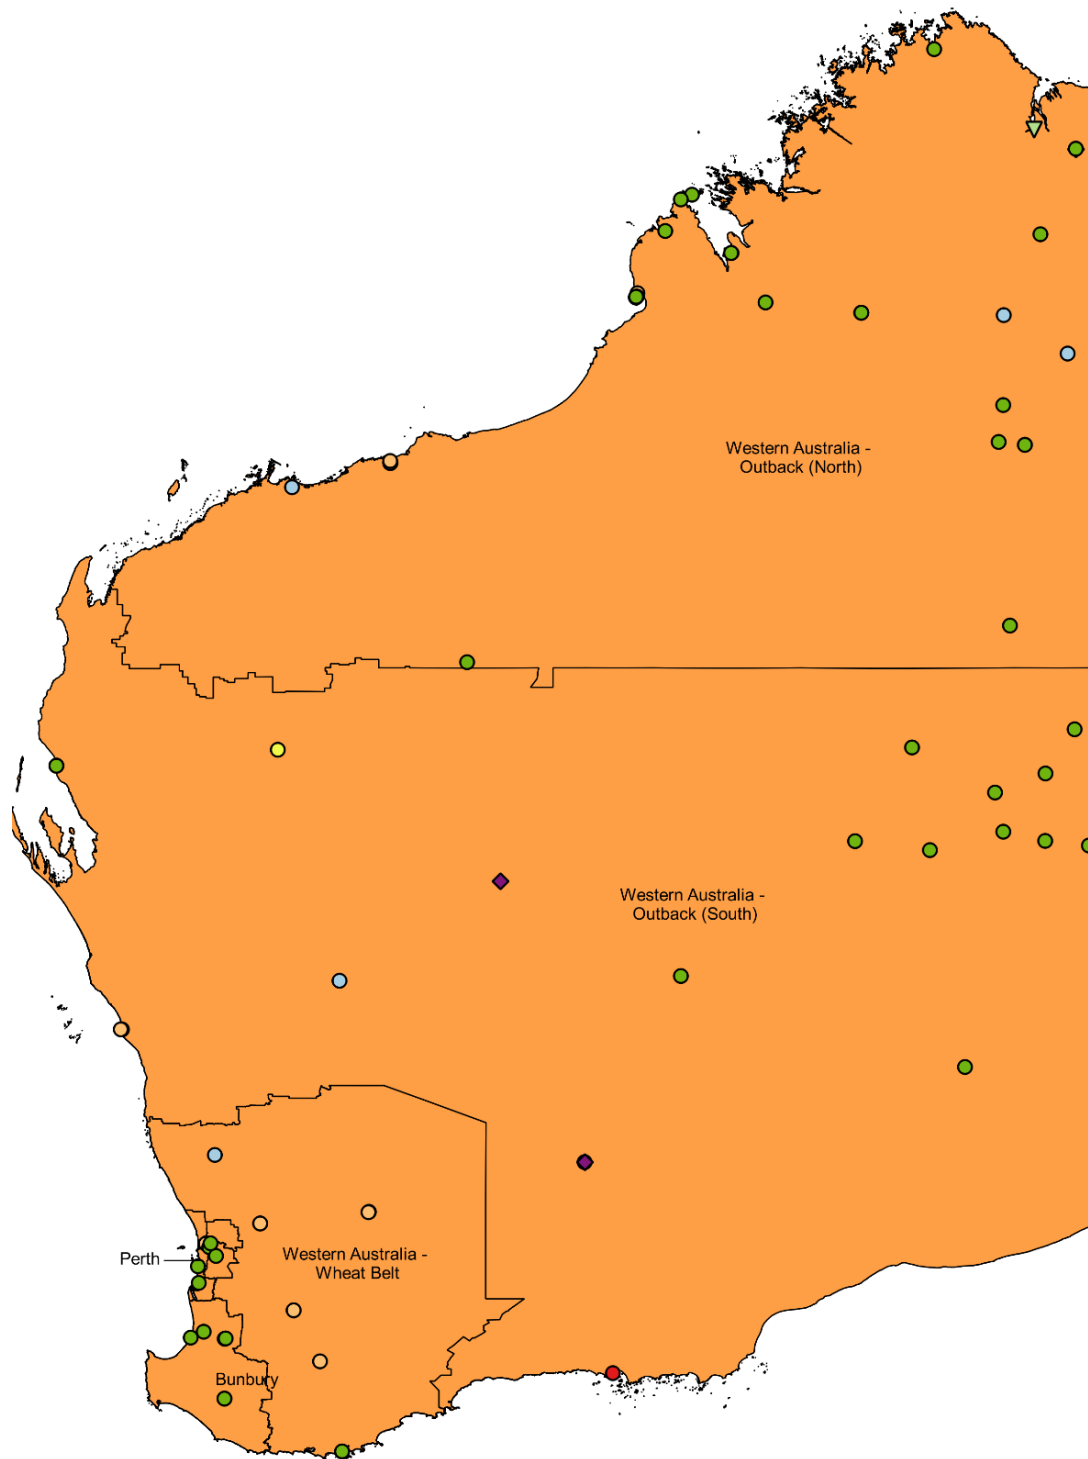 Western Australia -
Outback (North)
Western Australia -
Outback (South)
Perth
Western Australia -
Wheat Belt
Bunbury